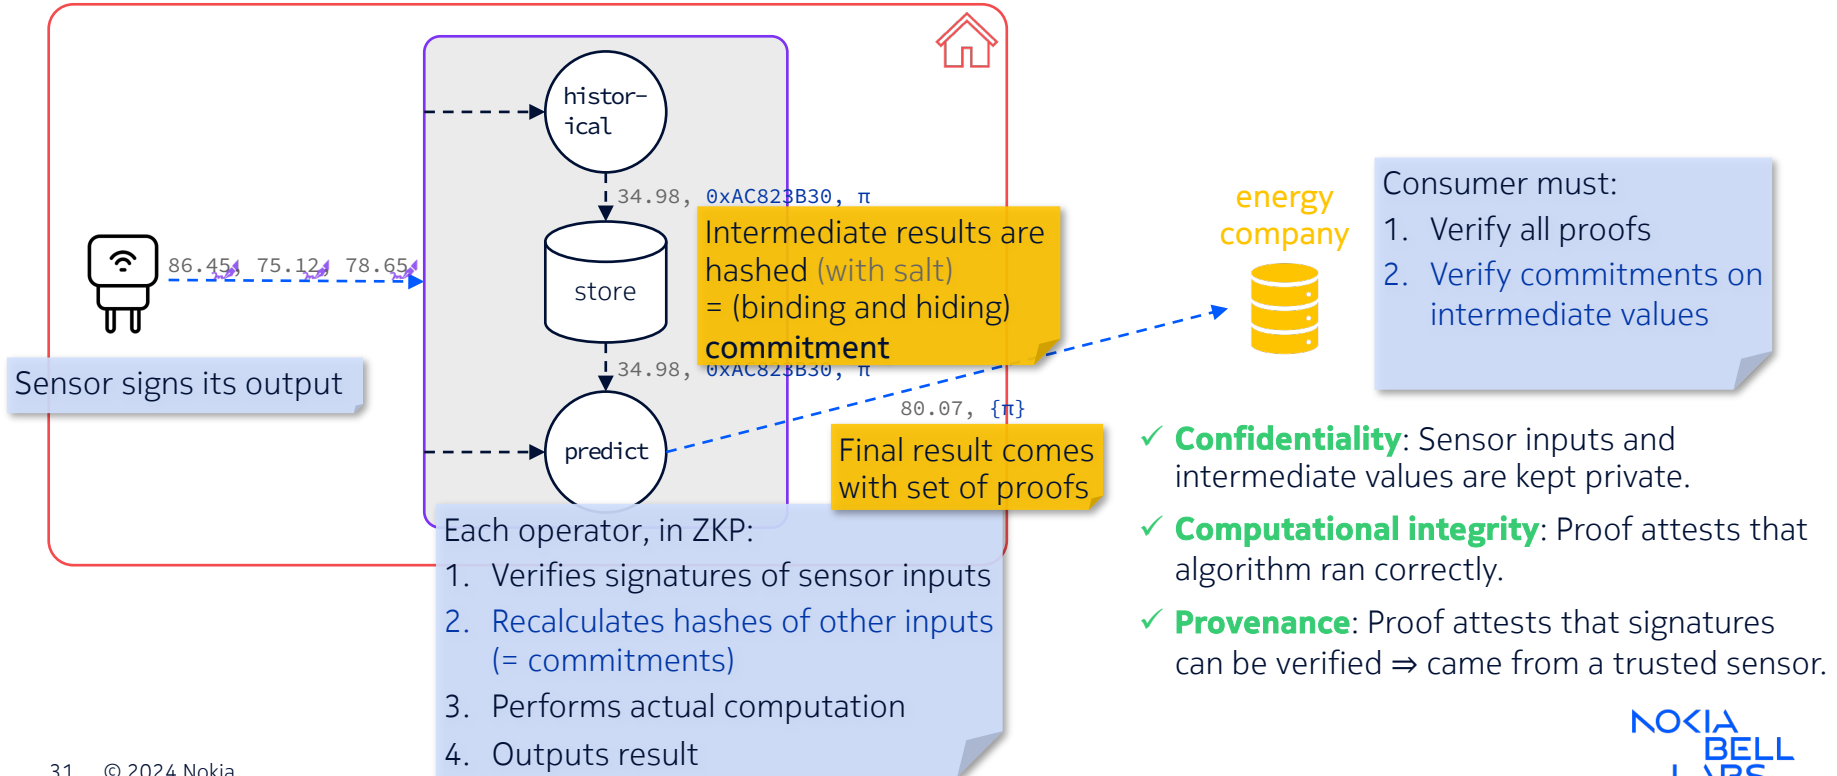 histor-
ical
34.98, 0xAC823B30, π
energy
company
Consumer must:
1. Verify all proofs
2. Verify commitments on
intermediate values
Intermediate results are
hashed (with salt)
= (binding and hiding)
commitment
86.45, 75.12, 78.65,
store
34.98, 0xAC823B30, π
Sensor signs its output
80.07, {π}
predict
Final result comes
with set of proofs
✓ Confidentiality: Sensor inputs and
intermediate values are kept private.
✓ Computational integrity: Proof attests that
algorithm ran correctly.
✓ Provenance: Proof attests that signatures
can be verified ⇒ came from a trusted sensor.
Each operator, in ZKP:
1. Verifies signatures of sensor inputs
2. Recalculates hashes of other inputs
(= commitments)
3. Performs actual computation
4. Outputs result
31 © 2024 Nokia
NOKIA
BELL
LABS